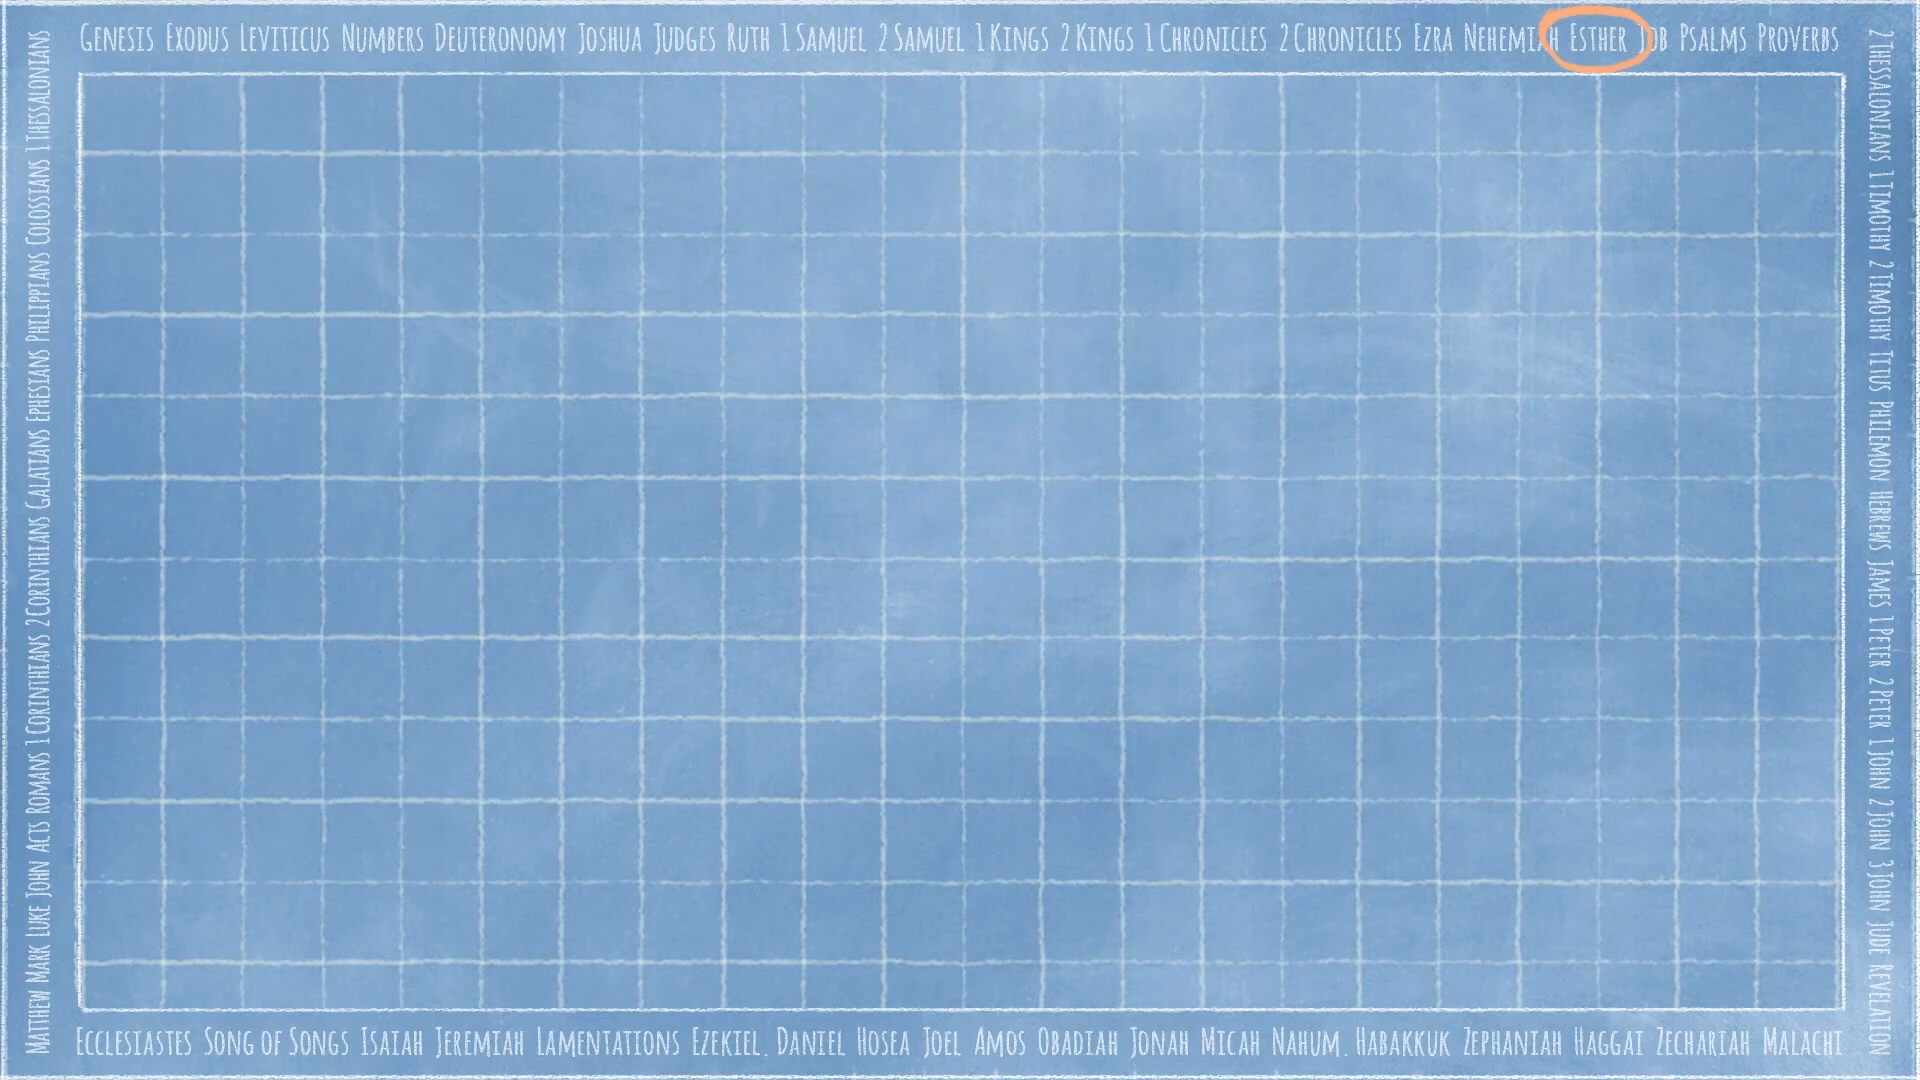 Genesis Exodus Leviticus Numbers Deuteronomy Joshua Judges Ruth 1 Samuel 2 Samuel 1 Kings 2 Kings 1 Chronicles 2 Chronicles Ezra Nehemiah Esther Job Psalms Proverbs
Matthew Mark Luke John Acts Romans 1 Corinthians 2 Corinthians Galatians Ephesians Philippians Colossians 1 Thessalonians
2 Thessalonians 1 Timothy 2 Timothy Titus Philemon Hebrews James 1 Peter 2 Peter 1 John 2 John 3 John Jude Revelation
Ecclesiastes Song of Songs Isaiah Jeremiah Lamentations Ezekiel. Daniel Hosea Joel Amos Obadiah Jonah Micah Nahum. Habakkuk Zephaniah Haggai Zechariah Malachi